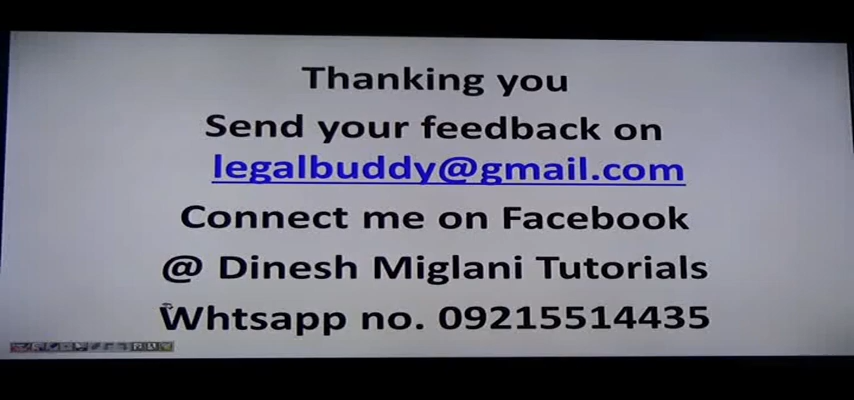 Thanking you
Send your feedback on
legalbuddy@gmail.com
Connect me on Facebook
@ Dinesh Miglani Tutorials
Whtsapp no. 09215514435